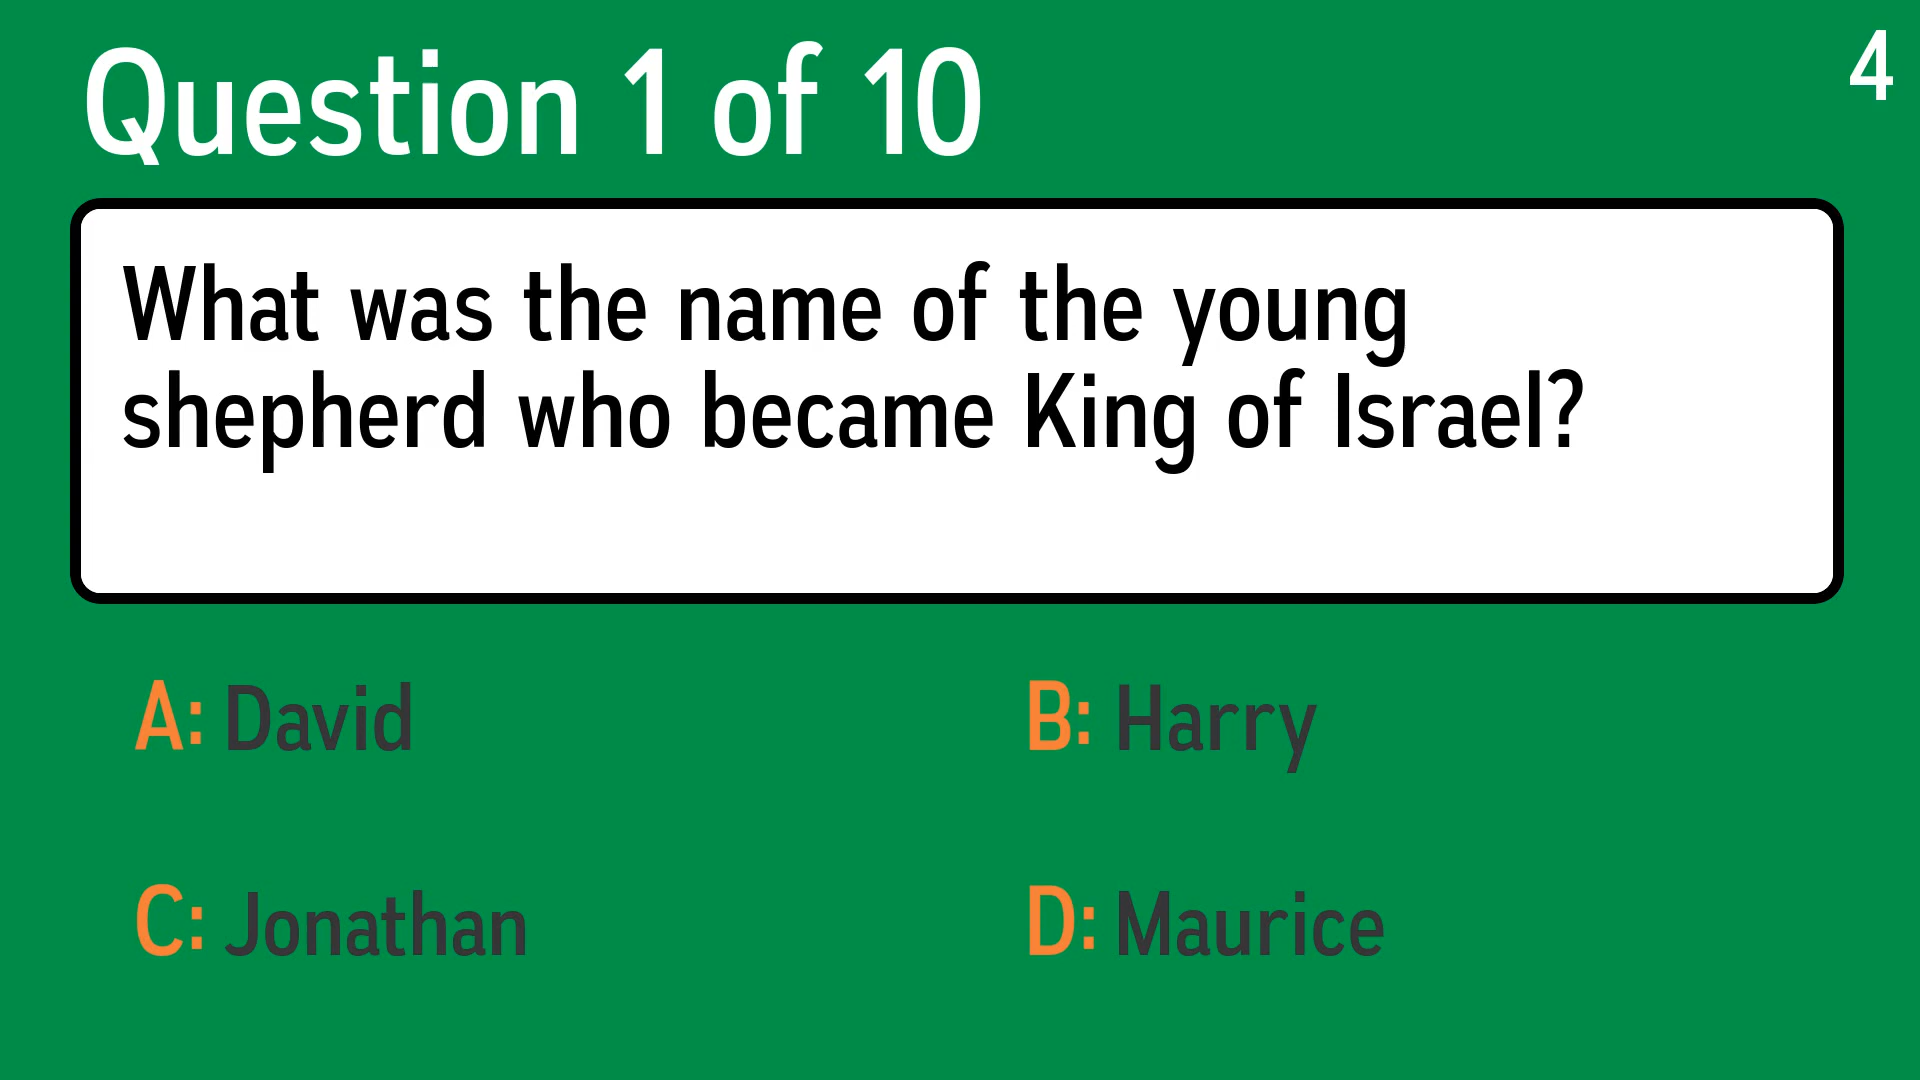 Question 1 of 10
4
What was the name of the young
shepherd who became King of Israel?
A: David
B: Harry
C: Jonathan
D: Maurice